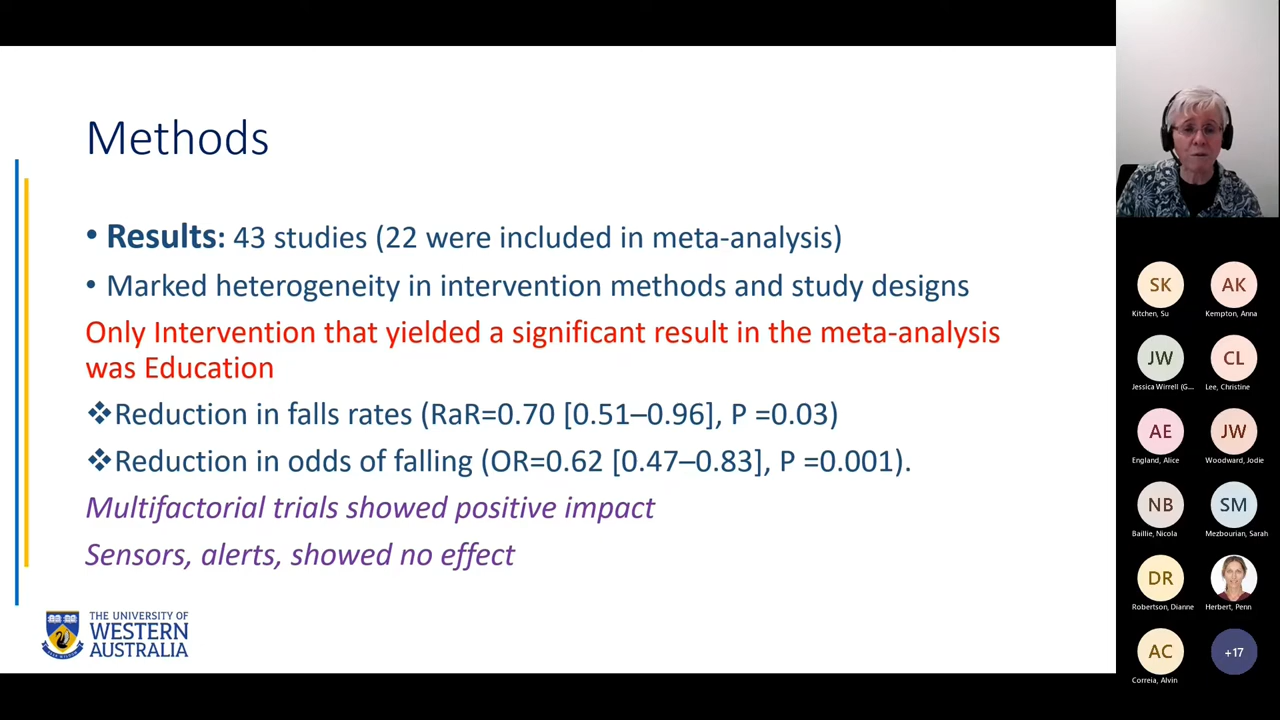 Methods
• Results: 43 studies (22 were included in meta-analysis)
• Marked heterogeneity in intervention methods and study designs
Only Intervention that yielded a significant result in the meta-analysis
was Education
❖Reduction in falls rates (RaR=0.70 [0.51–0.96], P =0.03)
❖Reduction in odds of falling (OR=0.62 [0.47–0.83], P =0.001).
Multifactorial trials showed positive impact
Sensors, alerts, showed no effect
THE UNIVERSITY OF
WESTERN
AUSTRALIA
SK
Kitchen, Su
AK
Kempton, Anna
JW
Jessica Wirrell (G...
CL
Lee, Christine
AE
England, Alice
JW
Woodward, Jodie
NB
Baillie, Nicola
SM
Mezbourian, Sarah
DR
Robertson, Dianne
Herbert, Penn
AC
Correia, Alvin
+17